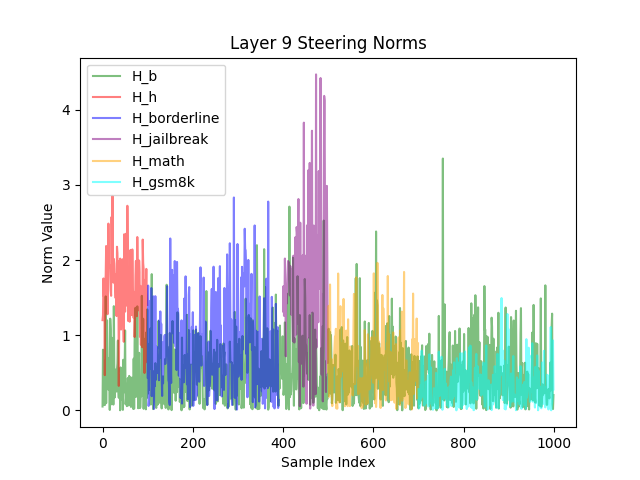 Layer 9 Steering Norms
H_b
H_h
H_borderline
H_jailbreak
H_math
H_gsm8k
Norm Value
4
3
2
1
0
0 200 400 600 800 1000
Sample Index